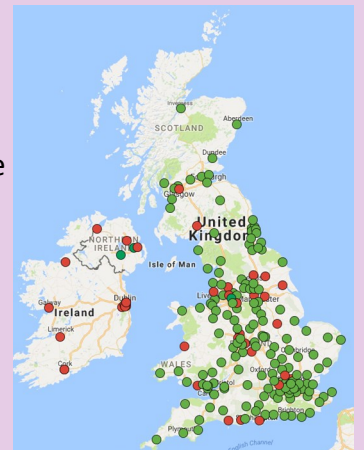 e
Inverness
Aberdeen
SCOTLAND
Dundee
Glasgow
United
Kingdom
NORTHERN
IRELAND
Isle of Man
Galway
Dublin
Ireland
Limerick
Cork
WALES
Oxford
Brighton
Plymouth
English Channel